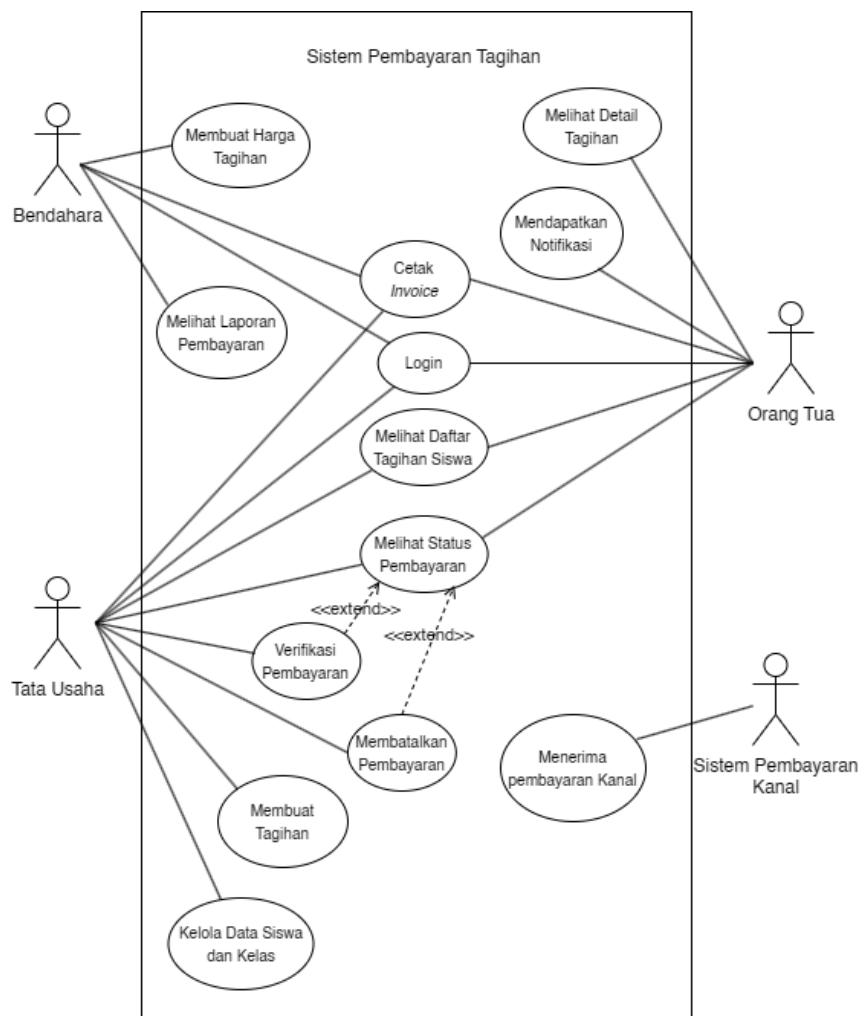 Sistem Pembayaran Tagihan
Membuat Harga
Tagihan
Melihat Detail
Tagihan
Bendahara
Mendapatkan
Notifikasi
Cetak
Invoice
Melihat Laporan
Pembayaran
Login
Orang Tua
Melihat Daftar
Tagihan Siswa
Melihat Status
Pembayaran
<<extend>>
<<extend>>
Verifikasi
Pembayaran
Tata Usaha
Membatalkan
Pembayaran
Menerima
pembayaran Kanal
Sistem Pembayaran
Kanal
Membuat
Tagihan
Kelola Data Siswa
dan Kelas